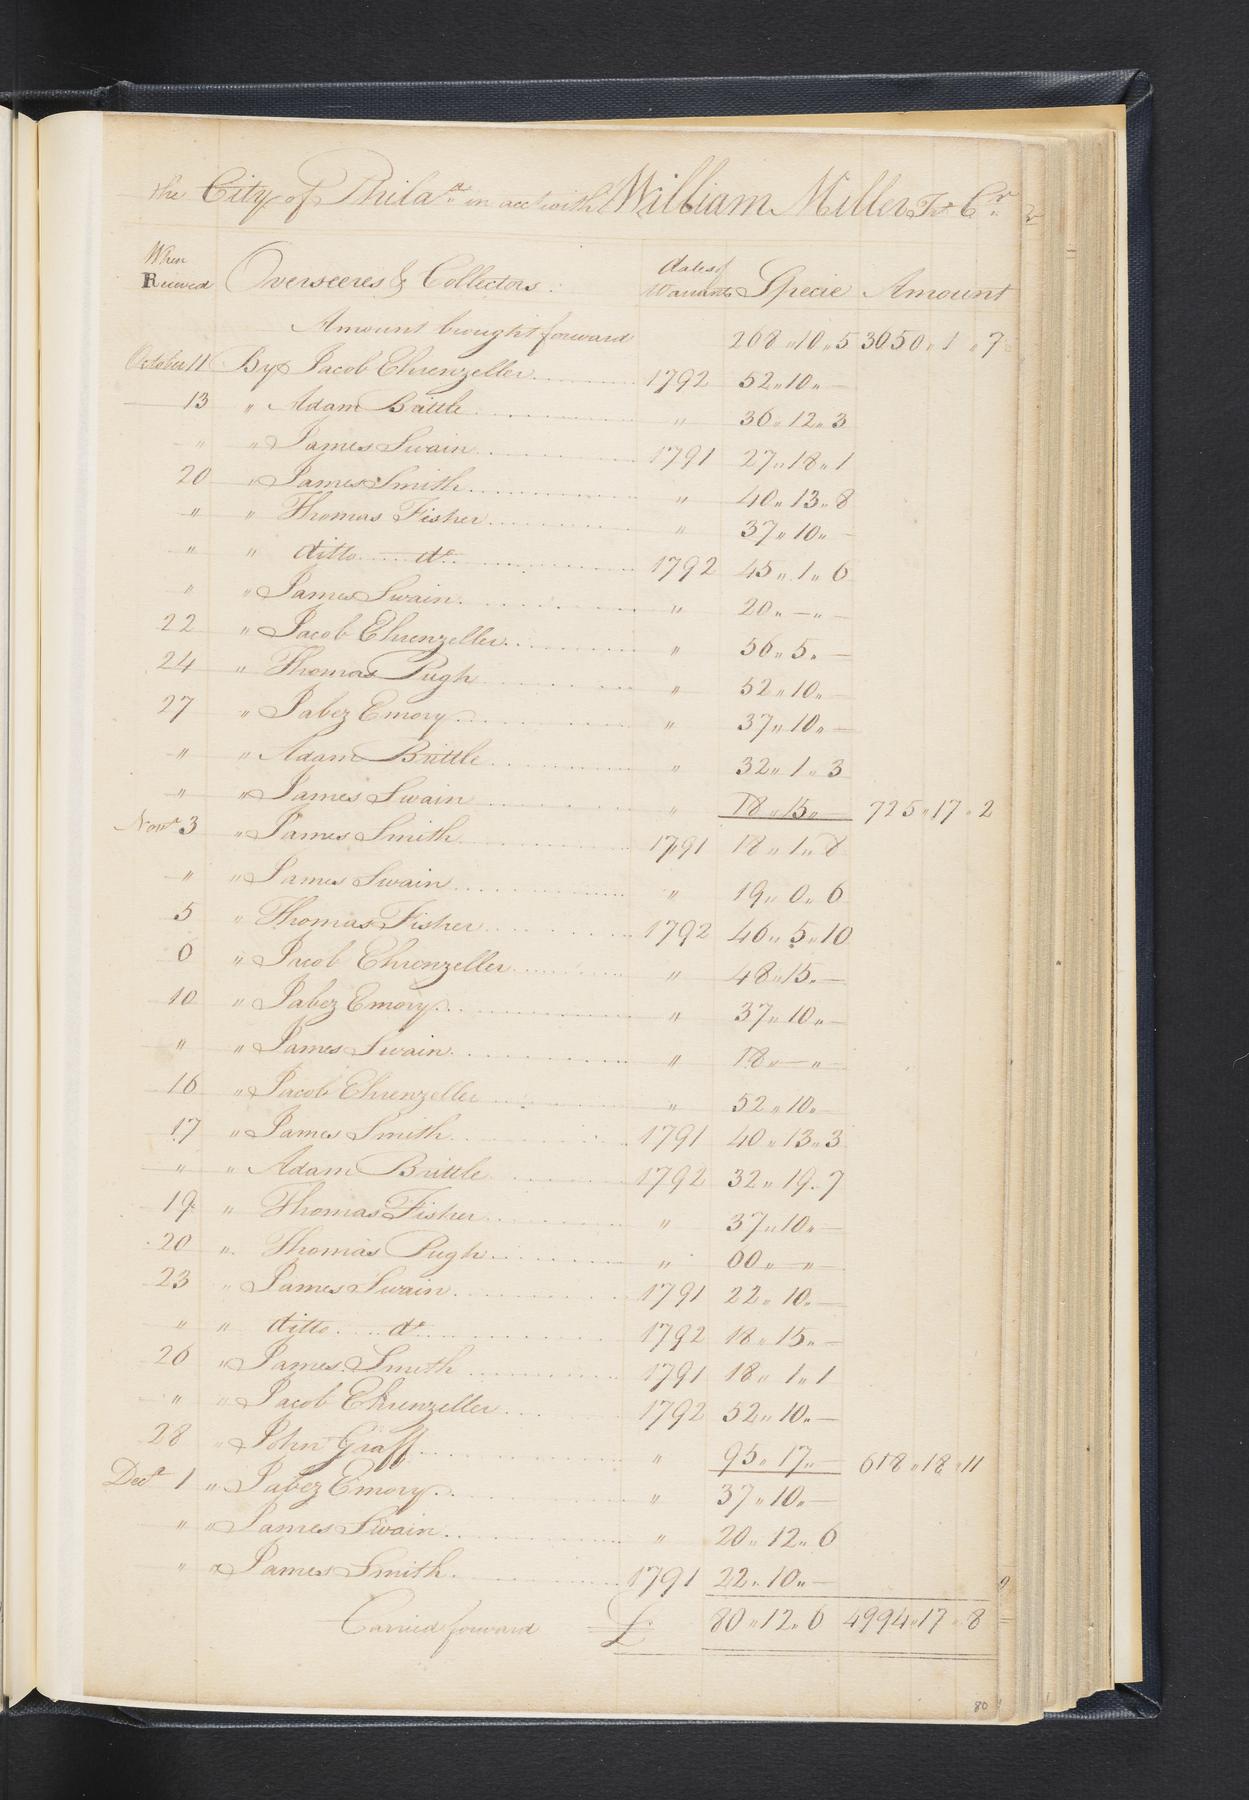 the City of Philaᵃ in acct with William Miller Tr Cr
When Received Overseeres & Collectors. dates of Warrants Specie Amount
Amount brought forward 268 " 10 " 5 3650 " 1 " 7
October 11 By Jacob Ehrenzeller 1792 52 " 10 " —
13 " Adam Brittle " 36 " 12 " 3
" " James Swain 1791 27 " 18 " 1
20 " James Smith " 40 " 13 " 8
" " Thomas Fisher " 37 " 10 " —
" " ditto do 1792 45 " 1 " 6
" " James Swain " 20 " — " —
22 " Jacob Ehrenzeller " 56 " 5 " —
24 " Thomas Pugh " 52 " 10 " —
27 " Jabez Emory " 37 " 10 " —
" " Adam Brittle " 32 " 1 " 3
" " James Swain " 18 " 15 " — 725 " 17 " 2
Novr 3 " James Smith 1791 18 " 1 " 8
" " James Swain " 19 " 0 " 6
5 " Thomas Fisher 1792 46 " 5 " 10
6 " Jacob Ehrenzeller " 48 " 15 " —
10 " Jabez Emory " 37 " 10 " —
" " James Swain " 18 " — " —
16 " Jacob Ehrenzeller " 52 " 10 " —
17 " James Smith 1791 40 " 13 " 3
" " Adam Brittle 1792 32 " 19 " 7
19 " Thomas Fisher " 37 " 10 " —
20 " Thomas Pugh " 60 " — " —
23 " James Swain 1791 22 " 10 " —
" " ditto do 1792 18 " 15 " —
26 " James Smith 1791 18 " 1 " 1
" " Jacob Ehrenzeller 1792 52 " 10 " —
28 " John Graff " 95 " 17 " — 618 " 18 " 11
Decr 1 " Jabez Emory " 37 " 10 " —
" " James Swain " 20 " 12 " 6
" " James Smith 1791 22 " 10 " —
Carried forward £ 80 " 12 " 6 4994 " 17 " 8
80